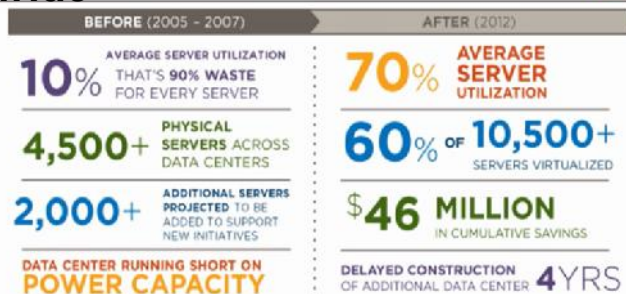 BEFORE (2005 - 2007)
10% AVERAGE SERVER UTILIZATION
THAT'S 90% WASTE
FOR EVERY SERVER
4,500+ PHYSICAL
SERVERS ACROSS
DATA CENTERS
2,000+ ADDITIONAL SERVERS
PROJECTED TO BE
ADDED TO SUPPORT
NEW INITIATIVES
DATA CENTER RUNNING SHORT ON
POWER CAPACITY
AFTER (2012)
70% AVERAGE
SERVER
UTILIZATION
60% OF 10,500+
SERVERS VIRTUALIZED
$46 MILLION
IN CUMULATIVE SAVINGS
DELAYED CONSTRUCTION
OF ADDITIONAL DATA CENTER 4 YRS